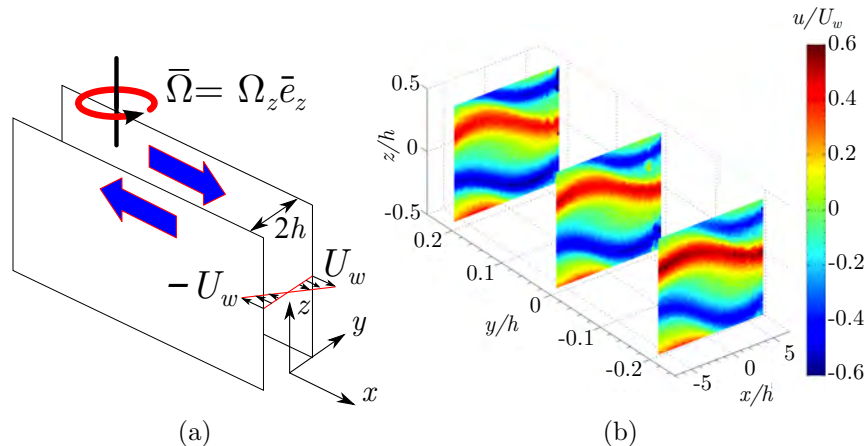 Ω̄ = Ω_z ē_z
2h
−U_w
U_w
z
y
x
(a)
u/U_w
0.6
0.4
0.2
0
-0.2
-0.4
-0.6
z/h
0.5
0
-0.5
y/h
0.2
0.1
0
-0.1
-0.2
x/h
-5
0
5
(b)